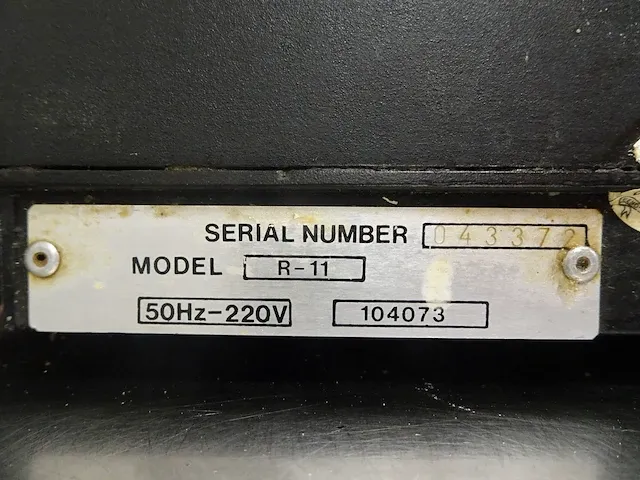 SERIAL NUMBER 043372
MODEL R-11
50Hz-220V 104073